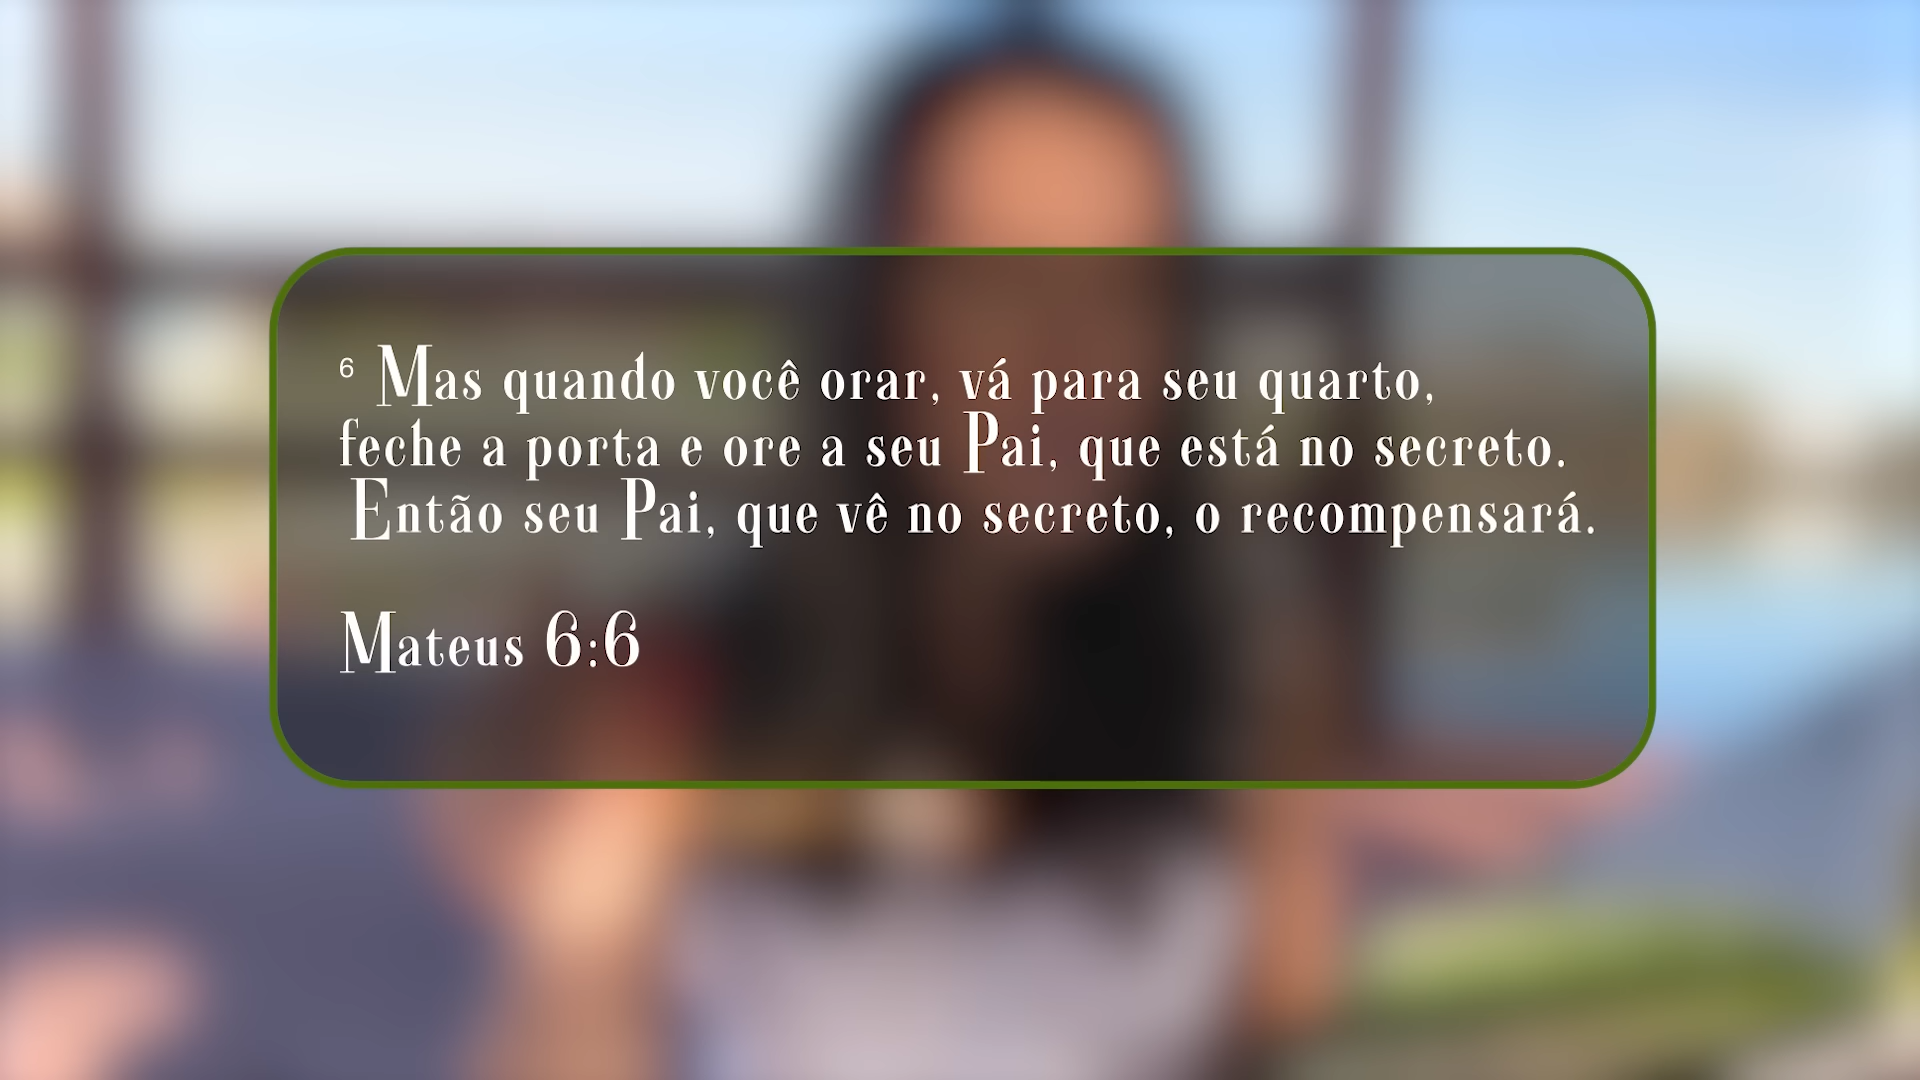 6 Mas quando você orar, vá para seu quarto,
feche a porta e ore a seu Pai, que está no secreto.
Então seu Pai, que vê no secreto, o recompensará.
Mateus 6:6